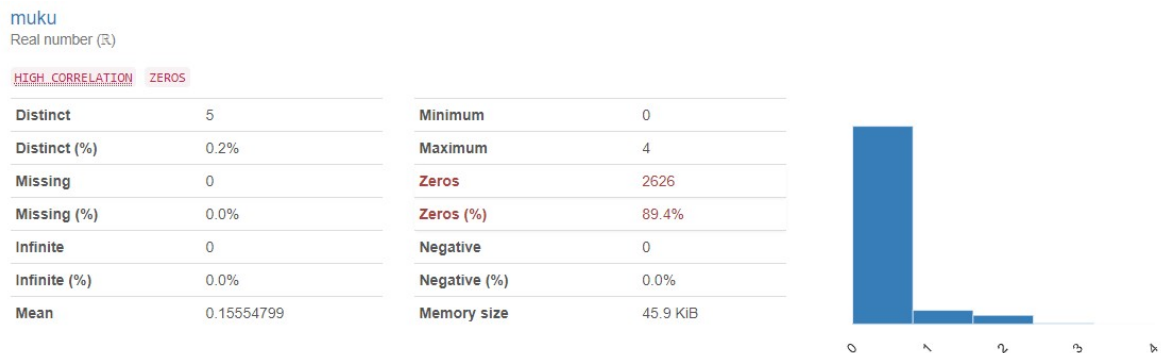 muku
Real number (ℝ)
HIGH CORRELATION ZEROS
Distinct 5 Minimum 0
Distinct (%) 0.2% Maximum 4
Missing 0 Zeros 2626
Missing (%) 0.0% Zeros (%) 89.4%
Infinite 0 Negative 0
Infinite (%) 0.0% Negative (%) 0.0%
Mean 0.15554799 Memory size 45.9 KiB
0 1 2 3 4